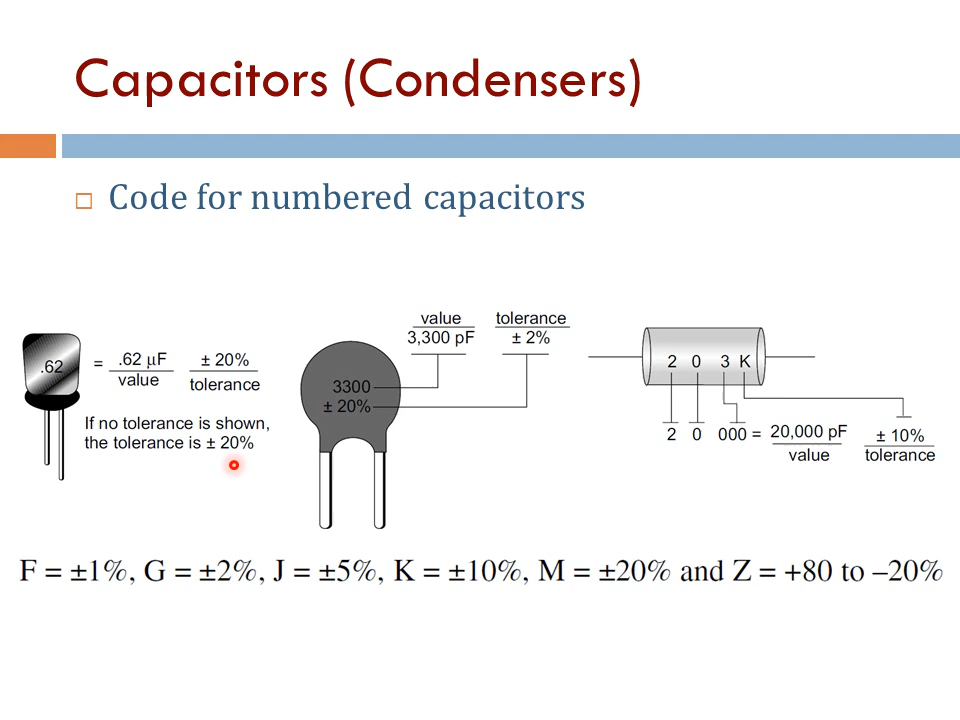 Capacitors (Condensers)
Code for numbered capacitors
.62
= .62 µF ± 20%
value tolerance
If no tolerance is shown,
the tolerance is ± 20%
value tolerance
3,300 pF ± 2%
3300
± 20%
2 0 3 K
2 0 000 = 20,000 pF ± 10%
value tolerance
F = ±1%, G = ±2%, J = ±5%, K = ±10%, M = ±20% and Z = +80 to –20%